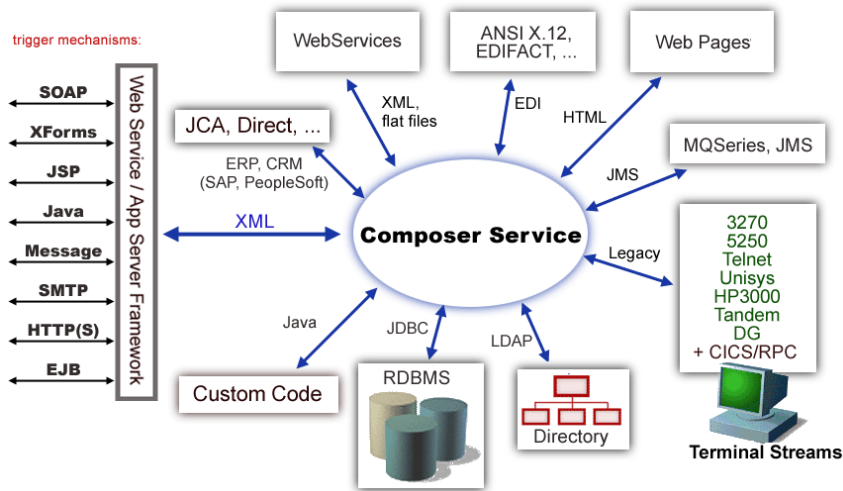 trigger mechanisms:
SOAP
XForms
JSP
Java
Message
SMTP
HTTP(S)
EJB
Web Service / App Server Framework
XML
JCA, Direct, ...
ERP, CRM
(SAP, PeopleSoft)
WebServices
XML,
flat files
ANSI X.12,
EDIFACT, ...
EDI
Web Pages
HTML
MQSeries, JMS
JMS
Composer Service
Legacy
3270
5250
Telnet
Unisys
HP3000
Tandem
DG
+ CICS/RPC
Terminal Streams
Java
Custom Code
JDBC
RDBMS
LDAP
Directory